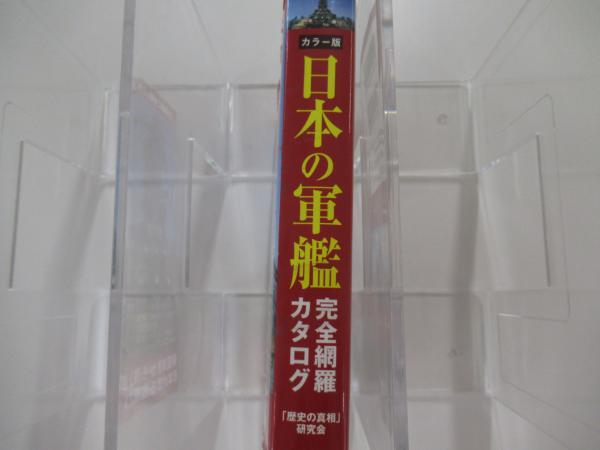 カラー版
日本の軍艦
完全網羅
カタログ
「歴史の真相」
研究会